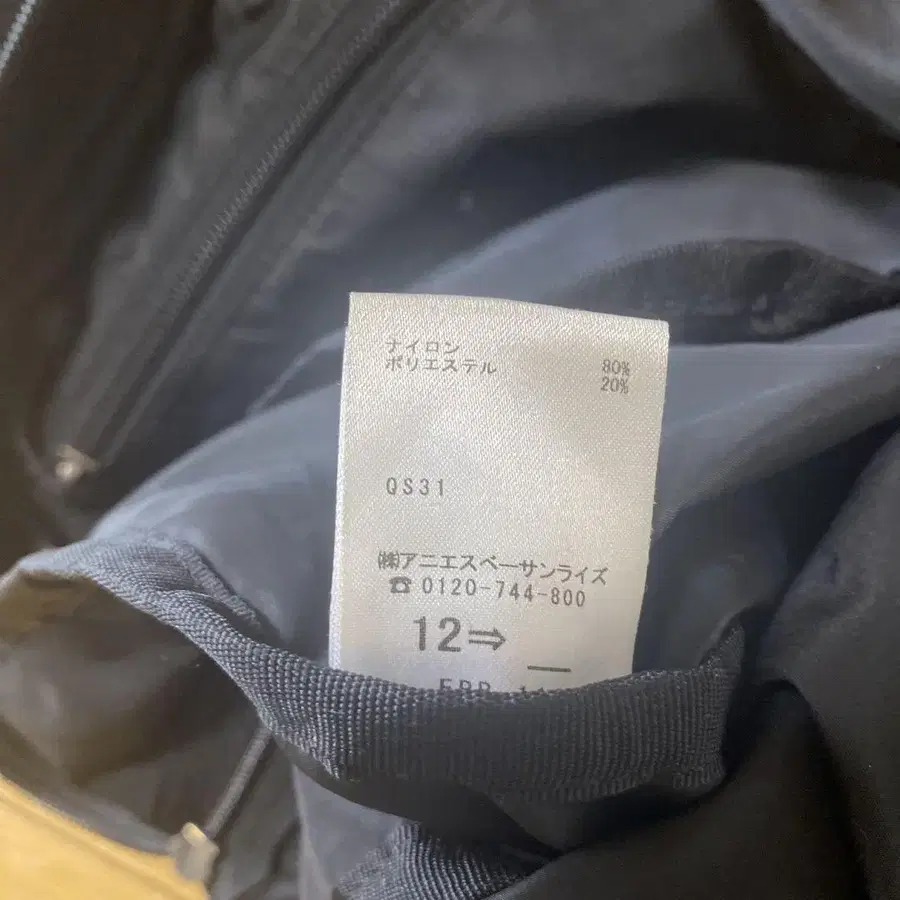 ナイロン 80%
ポリエステル 20%
QS31
㈱アニエスベーサンライズ
☎ 0120-744-800
12⇒